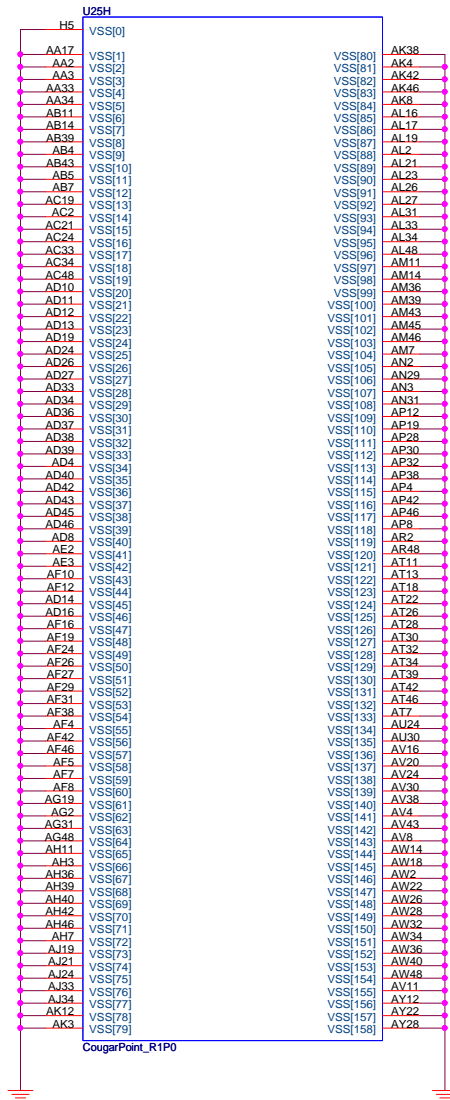 U25H
H5 VSS[0]
AA17 VSS[1] VSS[80] AK38
AA2 VSS[2] VSS[81] AK4
AA3 VSS[3] VSS[82] AK42
AA33 VSS[4] VSS[83] AK46
AA34 VSS[5] VSS[84] AK8
AB11 VSS[6] VSS[85] AL16
AB14 VSS[7] VSS[86] AL17
AB39 VSS[8] VSS[87] AL19
AB4 VSS[9] VSS[88] AL2
AB43 VSS[10] VSS[89] AL21
AB5 VSS[11] VSS[90] AL23
AB7 VSS[12] VSS[91] AL26
AC19 VSS[13] VSS[92] AL27
AC2 VSS[14] VSS[93] AL31
AC21 VSS[15] VSS[94] AL33
AC24 VSS[16] VSS[95] AL34
AC33 VSS[17] VSS[96] AL48
AC34 VSS[18] VSS[97] AM11
AC48 VSS[19] VSS[98] AM14
AD10 VSS[20] VSS[99] AM36
AD11 VSS[21] VSS[100] AM39
AD12 VSS[22] VSS[101] AM43
AD13 VSS[23] VSS[102] AM45
AD19 VSS[24] VSS[103] AM46
AD24 VSS[25] VSS[104] AM7
AD26 VSS[26] VSS[105] AN2
AD27 VSS[27] VSS[106] AN29
AD33 VSS[28] VSS[107] AN3
AD34 VSS[29] VSS[108] AN31
AD36 VSS[30] VSS[109] AP12
AD37 VSS[31] VSS[110] AP19
AD38 VSS[32] VSS[111] AP28
AD39 VSS[33] VSS[112] AP30
AD4 VSS[34] VSS[113] AP32
AD40 VSS[35] VSS[114] AP38
AD42 VSS[36] VSS[115] AP4
AD43 VSS[37] VSS[116] AP42
AD45 VSS[38] VSS[117] AP46
AD46 VSS[39] VSS[118] AP8
AD8 VSS[40] VSS[119] AR2
AE2 VSS[41] VSS[120] AR48
AE3 VSS[42] VSS[121] AT11
AF10 VSS[43] VSS[122] AT13
AF12 VSS[44] VSS[123] AT18
AD14 VSS[45] VSS[124] AT22
AD16 VSS[46] VSS[125] AT26
AF16 VSS[47] VSS[126] AT28
AF19 VSS[48] VSS[127] AT30
AF24 VSS[49] VSS[128] AT32
AF26 VSS[50] VSS[129] AT34
AF27 VSS[51] VSS[130] AT39
AF29 VSS[52] VSS[131] AT42
AF31 VSS[53] VSS[132] AT46
AF38 VSS[54] VSS[133] AT7
AF4 VSS[55] VSS[134] AU24
AF42 VSS[56] VSS[135] AU30
AF46 VSS[57] VSS[136] AV16
AF5 VSS[58] VSS[137] AV20
AF7 VSS[59] VSS[138] AV24
AF8 VSS[60] VSS[139] AV30
AG19 VSS[61] VSS[140] AV38
AG2 VSS[62] VSS[141] AV4
AG31 VSS[63] VSS[142] AV43
AG48 VSS[64] VSS[143] AV8
AH11 VSS[65] VSS[144] AW14
AH3 VSS[66] VSS[145] AW18
AH36 VSS[67] VSS[146] AW2
AH39 VSS[68] VSS[147] AW22
AH40 VSS[69] VSS[148] AW26
AH42 VSS[70] VSS[149] AW28
AH46 VSS[71] VSS[150] AW32
AH7 VSS[72] VSS[151] AW34
AJ19 VSS[73] VSS[152] AW36
AJ21 VSS[74] VSS[153] AW40
AJ24 VSS[75] VSS[154] AW48
AJ33 VSS[76] VSS[155] AV11
AJ34 VSS[77] VSS[156] AY12
AK12 VSS[78] VSS[157] AY22
AK3 VSS[79] VSS[158] AY28
CougarPoint_R1P0